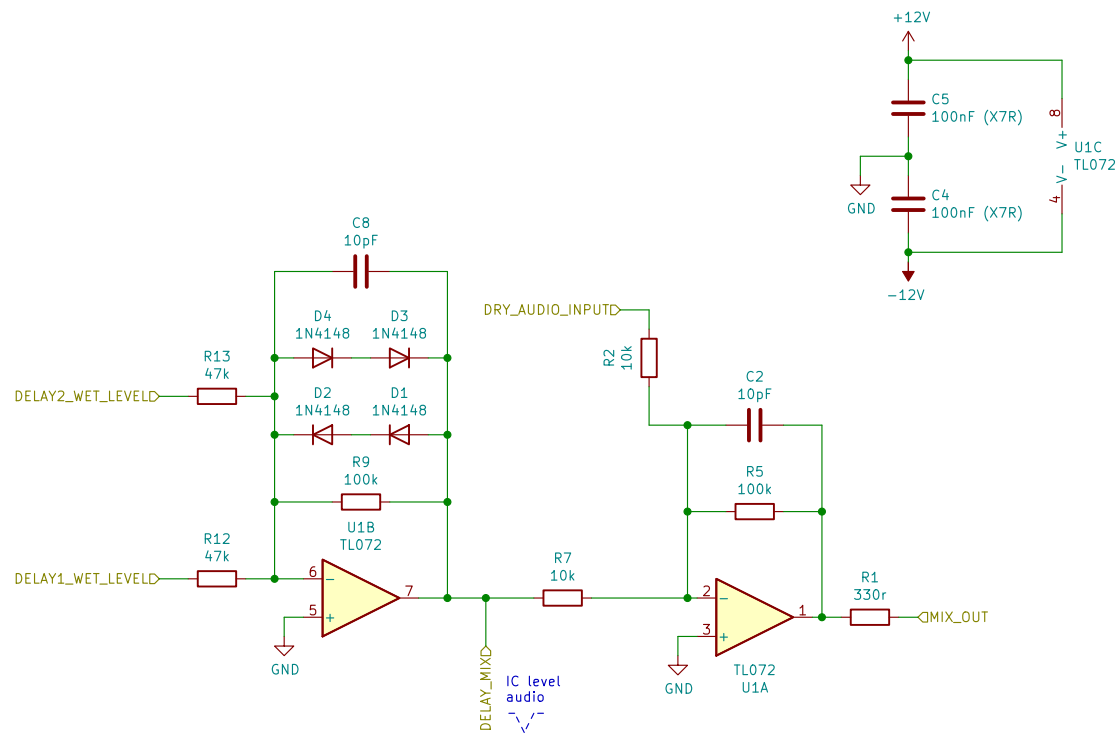 +12V
C5
100nF (X7R)
8
V+
U1C
TL072
V-
4
GND
C4
100nF (X7R)
-12V
C8
10pF
D4
1N4148
D3
1N4148
DRY_AUDIO_INPUT
R2
10k
R13
47k
DELAY2_WET_LEVEL
D2
1N4148
D1
1N4148
C2
10pF
R9
100k
R5
100k
U1B
TL072
R12
47k
DELAY1_WET_LEVEL
6
-
7
5
+
GND
R7
10k
2
-
1
3
+
GND
R1
330r
MIX_OUT
TL072
U1A
DELAY_MIX
IC level
audio